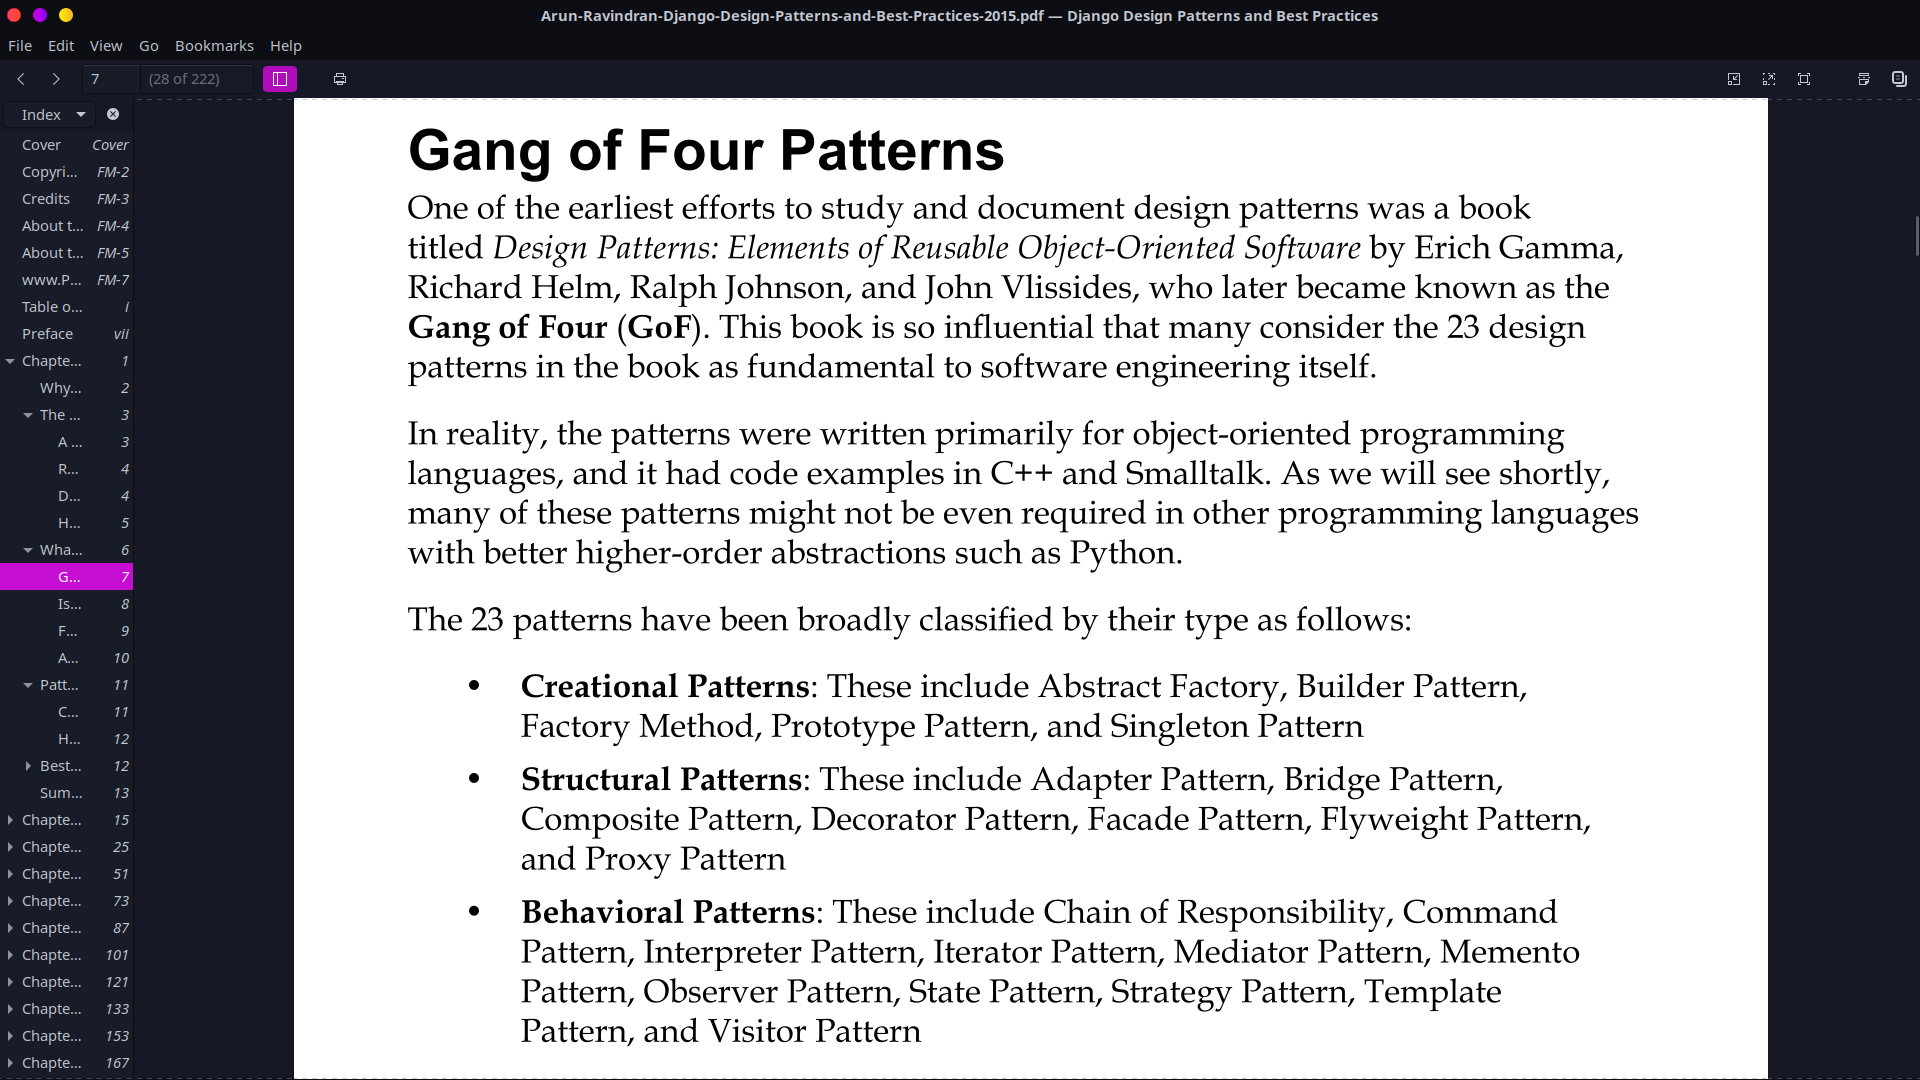 Arun-Ravindran-Django-Design-Patterns-and-Best-Practices-2015.pdf — Django Design Patterns and Best Practices
File Edit View Go Bookmarks Help
7 (28 of 222)
Index
Cover Cover
Copyri... FM-2
Credits FM-3
About t... FM-4
About t... FM-5
www.P... FM-7
Table o... i
Preface vii
Chapte... 1
Why... 2
The ... 3
A ... 3
R... 4
D... 4
H... 5
Wha... 6
G... 7
Is... 8
F... 9
A... 10
Patt... 11
C... 11
H... 12
Best... 12
Sum... 13
Chapte... 15
Chapte... 25
Chapte... 51
Chapte... 73
Chapte... 87
Chapte... 101
Chapte... 121
Chapte... 133
Chapte... 153
Chapte... 167
Gang of Four Patterns
One of the earliest efforts to study and document design patterns was a book
titled Design Patterns: Elements of Reusable Object-Oriented Software by Erich Gamma,
Richard Helm, Ralph Johnson, and John Vlissides, who later became known as the
Gang of Four (GoF). This book is so influential that many consider the 23 design
patterns in the book as fundamental to software engineering itself.
In reality, the patterns were written primarily for object-oriented programming
languages, and it had code examples in C++ and Smalltalk. As we will see shortly,
many of these patterns might not be even required in other programming languages
with better higher-order abstractions such as Python.
The 23 patterns have been broadly classified by their type as follows:
• Creational Patterns: These include Abstract Factory, Builder Pattern,
Factory Method, Prototype Pattern, and Singleton Pattern
• Structural Patterns: These include Adapter Pattern, Bridge Pattern,
Composite Pattern, Decorator Pattern, Facade Pattern, Flyweight Pattern,
and Proxy Pattern
• Behavioral Patterns: These include Chain of Responsibility, Command
Pattern, Interpreter Pattern, Iterator Pattern, Mediator Pattern, Memento
Pattern, Observer Pattern, State Pattern, Strategy Pattern, Template
Pattern, and Visitor Pattern